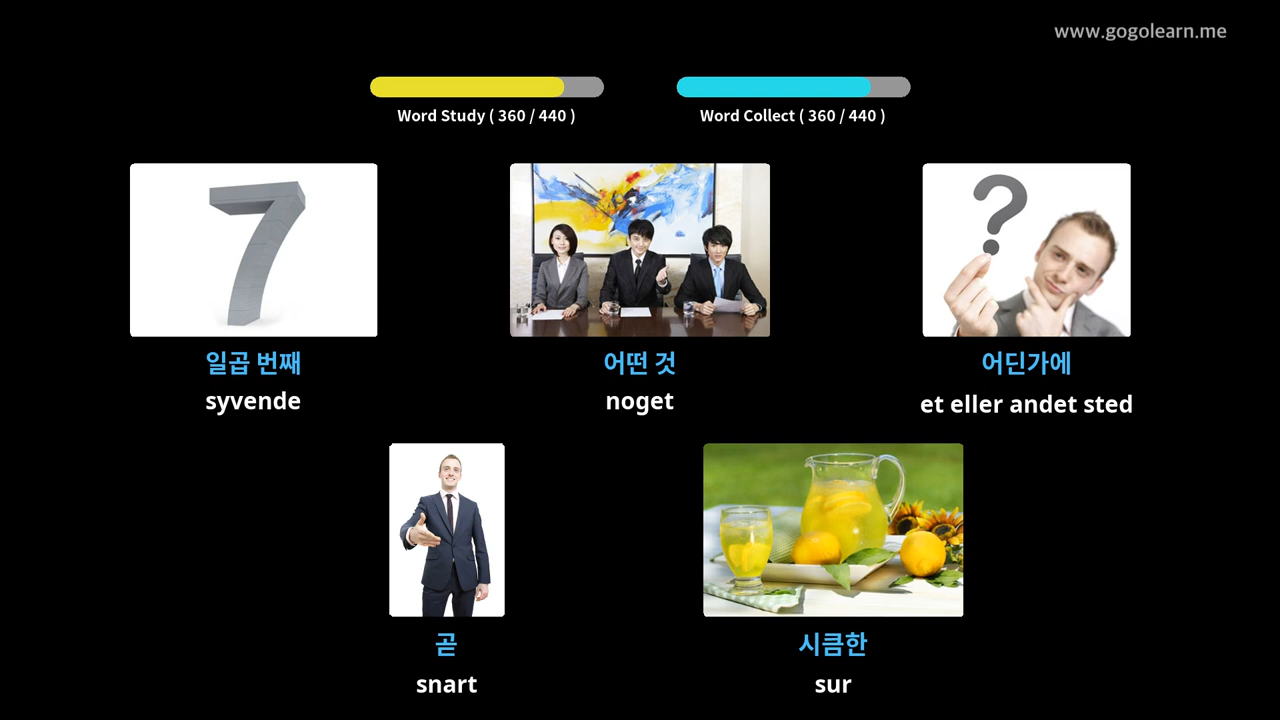 www.gogolearn.me
Word Study ( 360 / 440 )
Word Collect ( 360 / 440 )
7
?
일곱 번째
어떤 것
어딘가에
syvende
noget
et eller andet sted
곧
시큼한
snart
sur